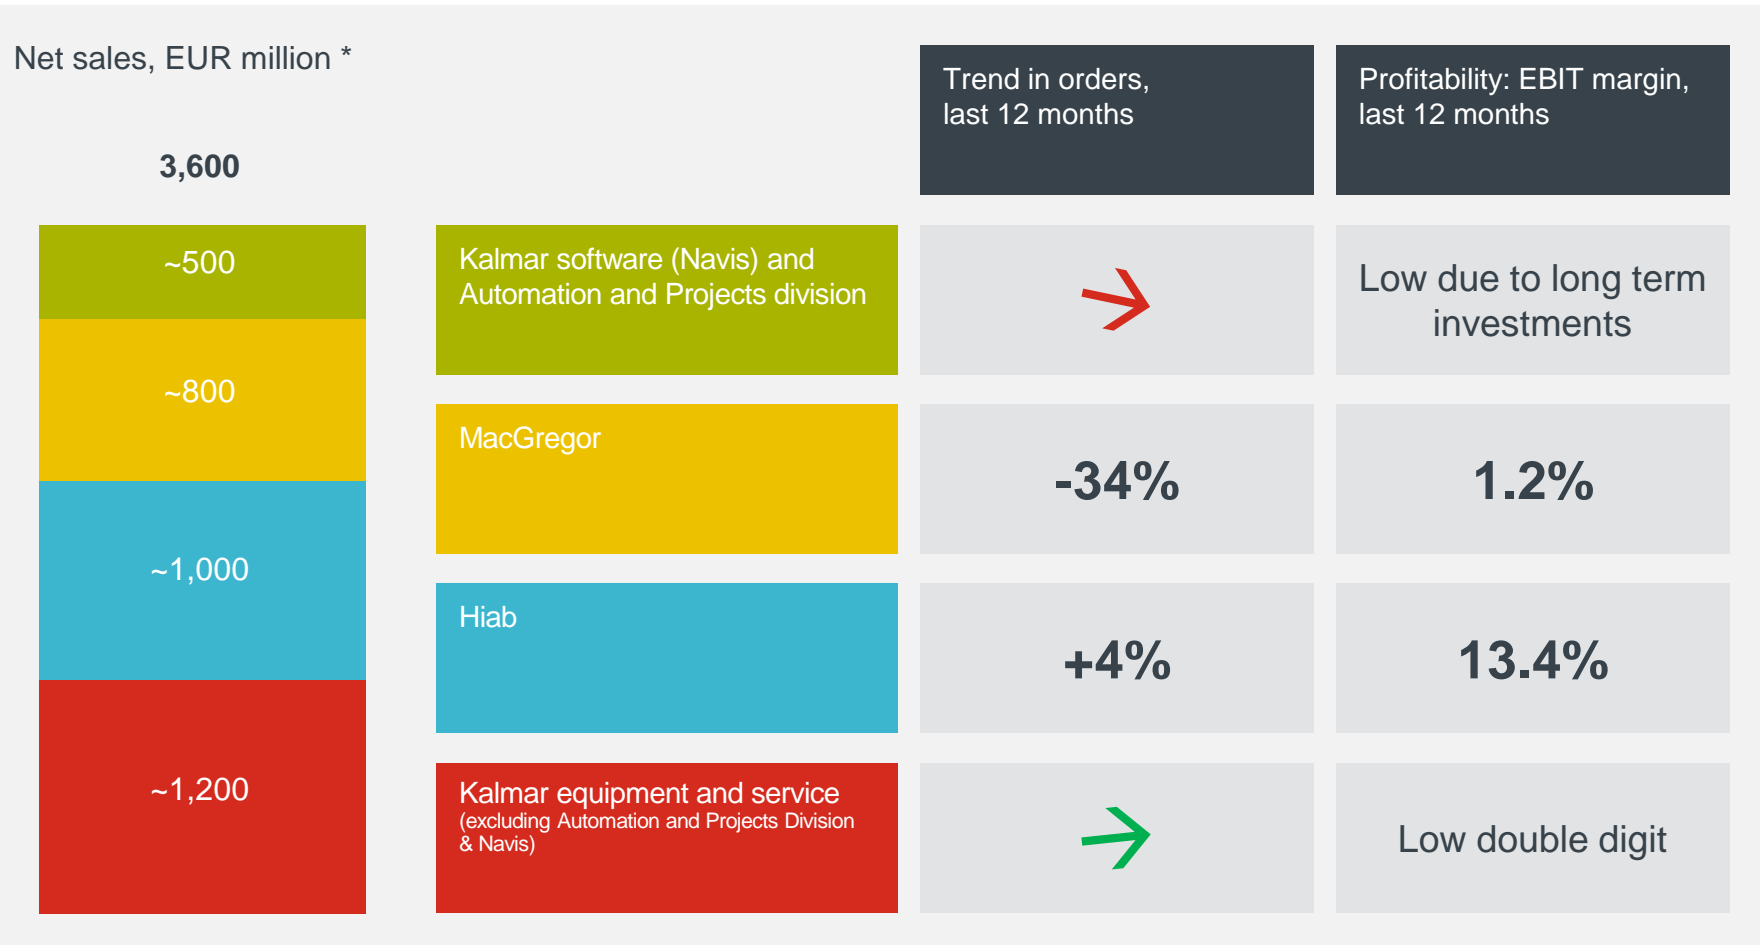 Net sales, EUR million *
Trend in orders,
last 12 months
Profitability: EBIT margin,
last 12 months
3,600
~500
Kalmar software (Navis) and
Automation and Projects division
Low due to long term
investments
~800
MacGregor
-34%
1.2%
~1,000
Hiab
+4%
13.4%
~1,200
Kalmar equipment and service
(excluding Automation and Projects Division
& Navis)
Low double digit